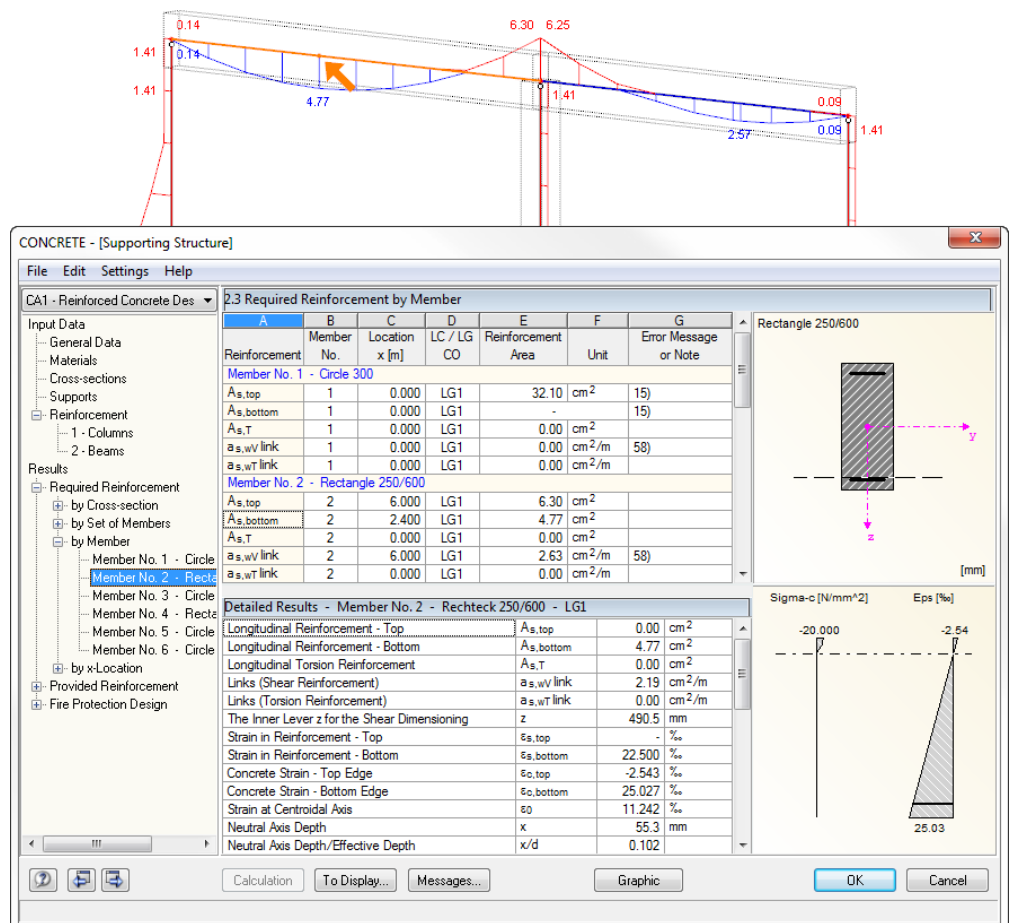 0.14
6.30 6.25
1.41
0.14
1.41
4.77
1.41
0.09
2.57
0.09
1.41
CONCRETE - [Supporting Structure]
File Edit Settings Help
CA1 - Reinforced Concrete Des
Input Data
General Data
Materials
Cross-sections
Supports
Reinforcement
1 - Columns
2 - Beams
Results
Required Reinforcement
by Cross-section
by Set of Members
by Member
Member No. 1 - Circle
Member No. 2 - Recta
Member No. 3 - Circle
Member No. 4 - Recta
Member No. 5 - Circle
Member No. 6 - Circle
by x-Location
Provided Reinforcement
Fire Protection Design
2.3 Required Reinforcement by Member
A B C D E F G
Member Location LC / LG Reinforcement Error Message
Reinforcement No. x [m] CO Area Unit or Note
Member No. 1 - Circle 300
As,top 1 0.000 LG1 32.10 cm2 15)
As,bottom 1 0.000 LG1 - 15)
As,T 1 0.000 LG1 0.00 cm2
as,wV link 1 0.000 LG1 0.00 cm2/m 58)
as,wT link 1 0.000 LG1 0.00 cm2/m
Member No. 2 - Rectangle 250/600
As,top 2 6.000 LG1 6.30 cm2
As,bottom 2 2.400 LG1 4.77 cm2
As,T 2 0.000 LG1 0.00 cm2
as,wV link 2 6.000 LG1 2.63 cm2/m 58)
as,wT link 2 0.000 LG1 0.00 cm2/m
Rectangle 250/600
y
z
[mm]
Detailed Results - Member No. 2 - Rechteck 250/600 - LG1
Longitudinal Reinforcement - Top As,top 0.00 cm2
Longitudinal Reinforcement - Bottom As,bottom 4.77 cm2
Longitudinal Torsion Reinforcement As,T 0.00 cm2
Links (Shear Reinforcement) as,wV link 2.19 cm2/m
Links (Torsion Reinforcement) as,wT link 0.00 cm2/m
The Inner Lever z for the Shear Dimensioning z 490.5 mm
Strain in Reinforcement - Top εs,top - ‰
Strain in Reinforcement - Bottom εs,bottom 22.500 ‰
Concrete Strain - Top Edge εc,top -2.543 ‰
Concrete Strain - Bottom Edge εc,bottom 25.027 ‰
Strain at Centroidal Axis ε0 11.242 ‰
Neutral Axis Depth x 55.3 mm
Neutral Axis Depth/Effective Depth x/d 0.102
Sigma-c [N/mm^2] Eps [‰]
-20.000 -2.54
25.03
Calculation To Display... Messages... Graphic OK Cancel